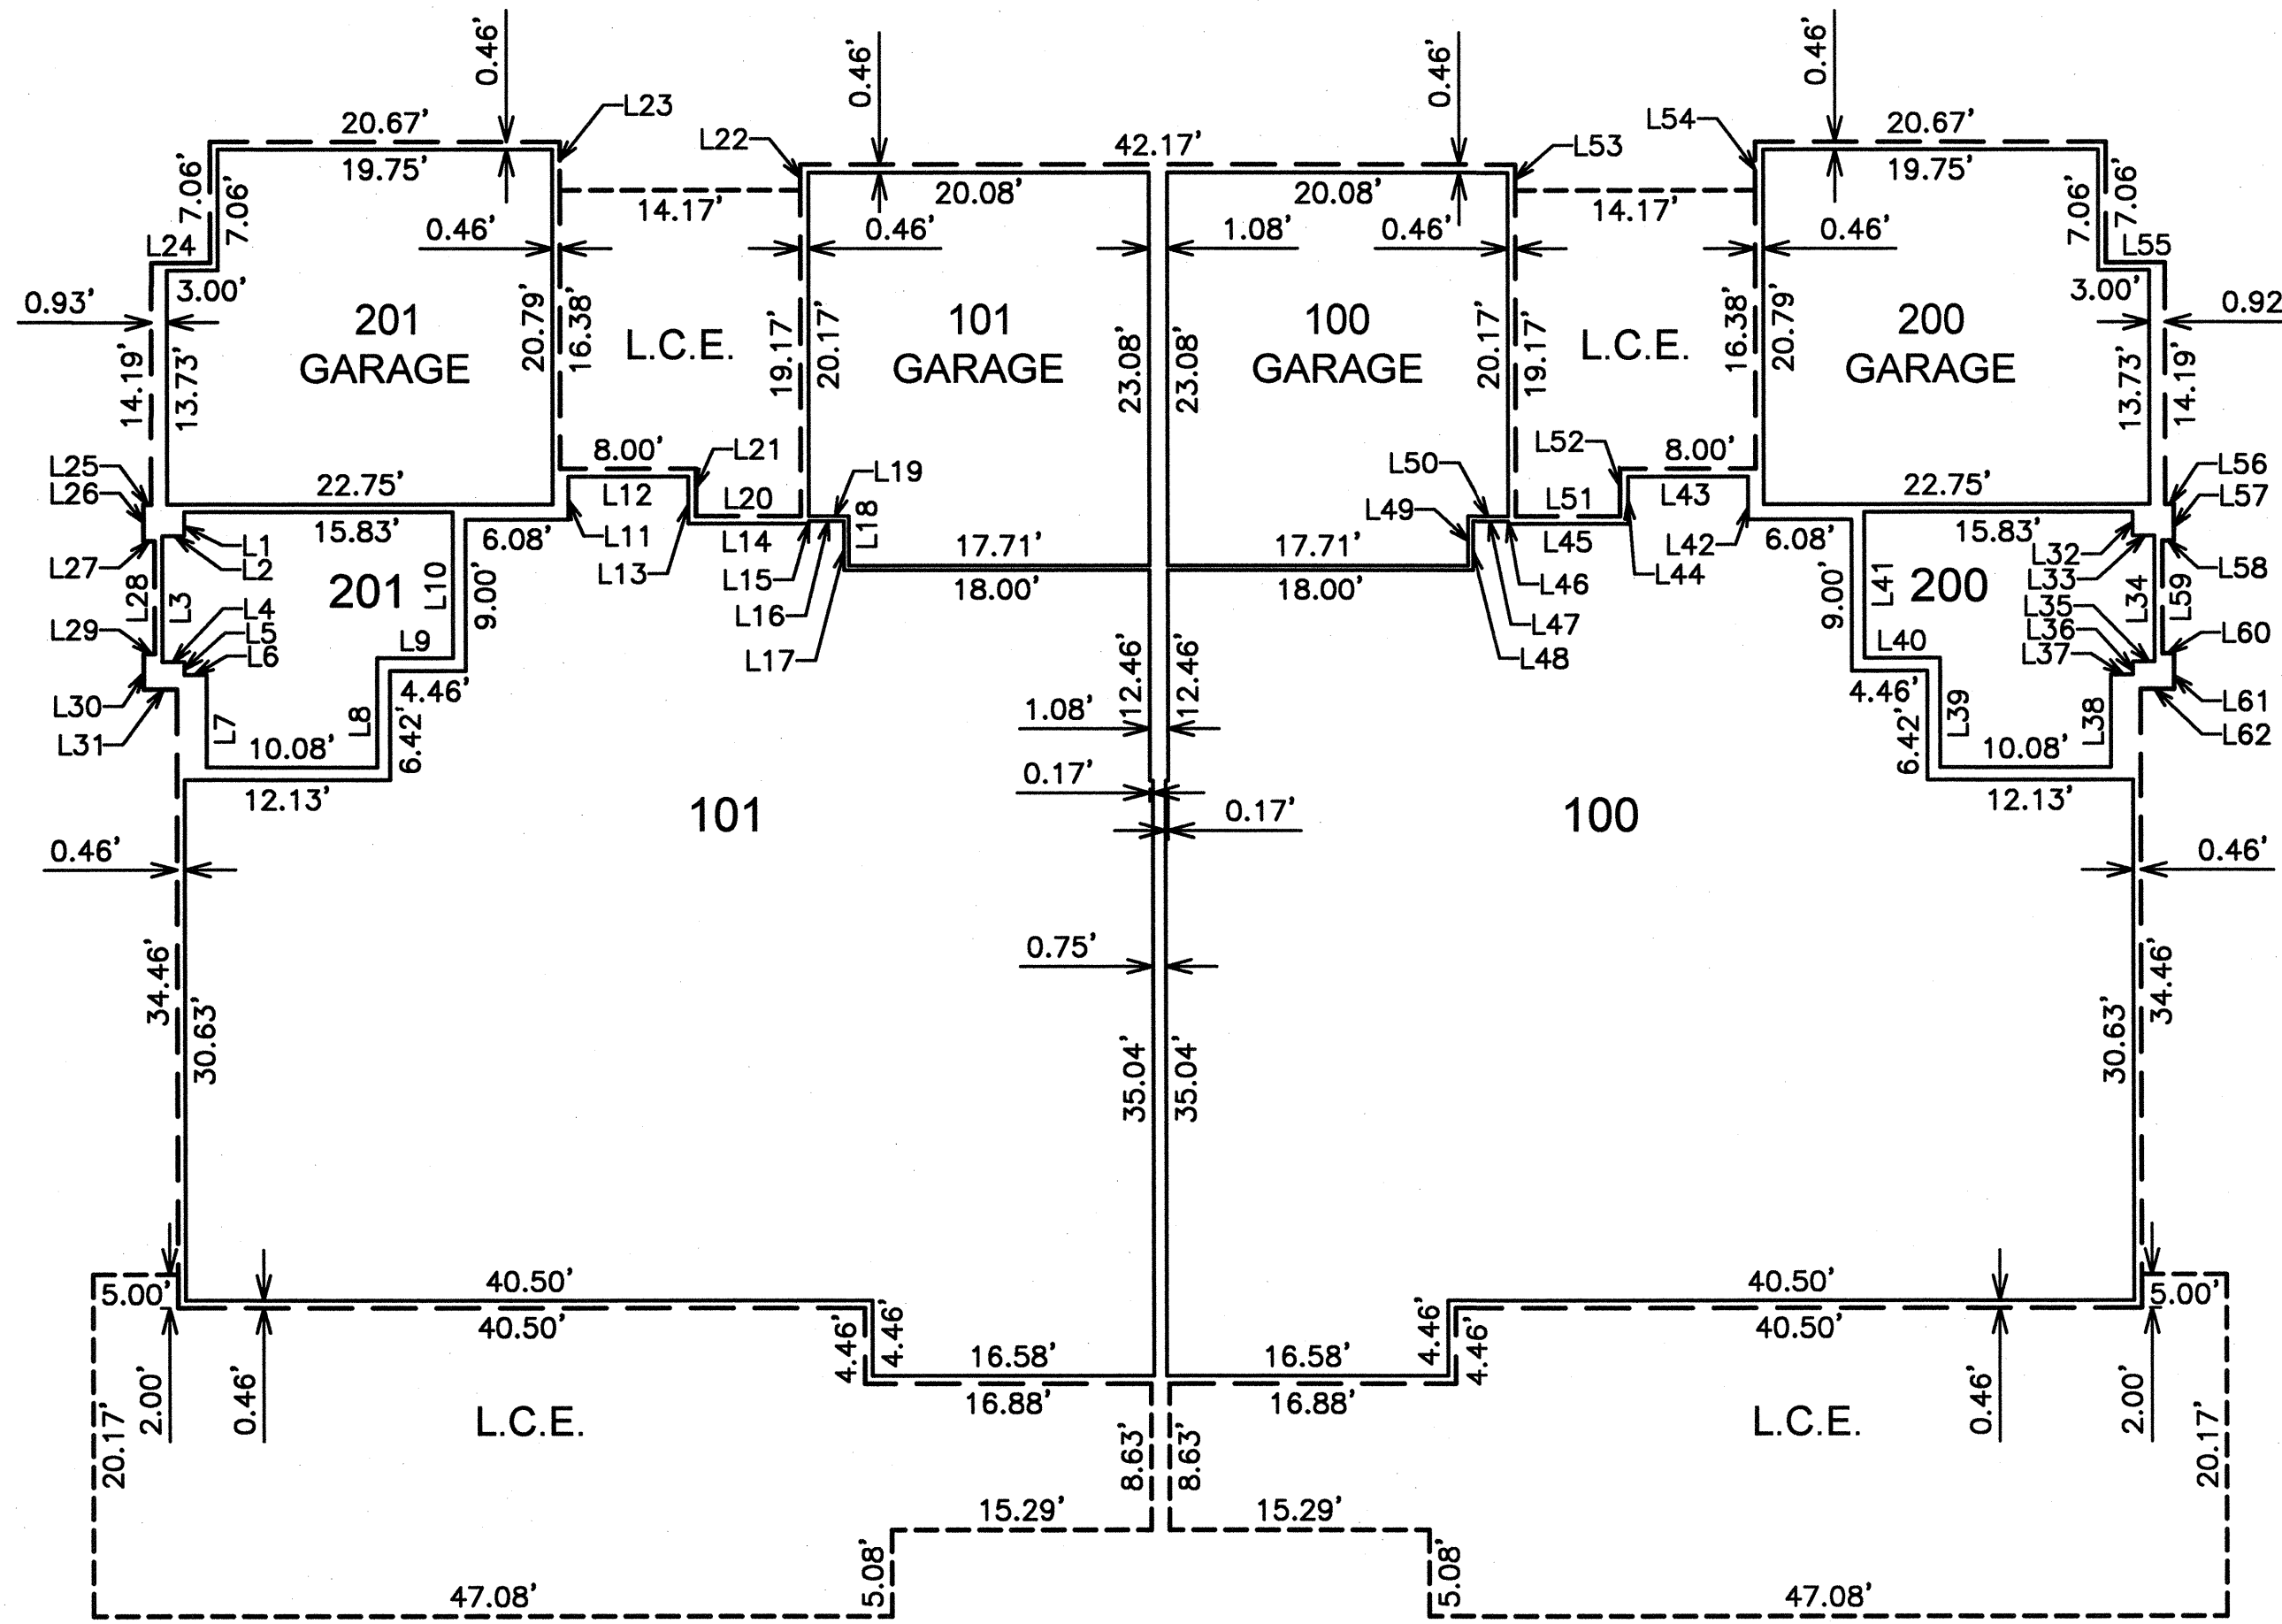 0.46'
0.46'
0.46'
0.46'
20.67'
L23
L22
42.17'
L53
L54
20.67'
7.06'
7.06'
19.75'
20.08'
20.08'
19.75'
7.06'
7.06'
14.17'
14.17'
L24
0.46'
0.46'
1.08'
0.46'
0.46'
L55
0.93'
3.00'
3.00'
0.92
201
GARAGE
L.C.E.
101
GARAGE
100
GARAGE
L.C.E.
200
GARAGE
14.19'
13.73'
20.79'
16.38'
19.17'
20.17'
23.08'
23.08'
20.17'
19.17'
16.38'
20.79'
13.73'
14.19'
L25
L26
22.75'
8.00'
L21
L19
L50
L52
8.00'
22.75'
L56
L57
L12
L20
L18
L51
L43
L27
L1
L2
15.83'
6.08'
L11
L13
L14
L15
L16
L17
17.71'
18.00'
17.71'
18.00'
L49
L45
L46
L47
L48
L44
L42
6.08'
15.83'
L32
L33
L58
L28
L3
L4
L5
L6
201
L10
9.00'
9.00'
L41
200
L35
L36
L37
L34
L59
L29
L9
L40
L60
L30
L31
4.46'
4.46'
L61
L62
L7
L8
6.42'
12.46'
12.46'
6.42'
L39
L38
10.08'
1.08'
10.08'
12.13'
0.17'
12.13'
101
0.17'
100
0.46'
0.46'
0.75'
34.46'
30.63'
35.04'
35.04'
30.63'
34.46'
5.00'
40.50'
40.50'
5.00'
40.50'
40.50'
4.46'
4.46'
16.58'
16.58'
4.46'
4.46'
16.88'
16.88'
20.17'
2.00'
0.46'
L.C.E.
8.63'
8.63'
L.C.E.
0.46'
2.00'
20.17'
15.29'
15.29'
5.08'
5.08'
47.08'
47.08'